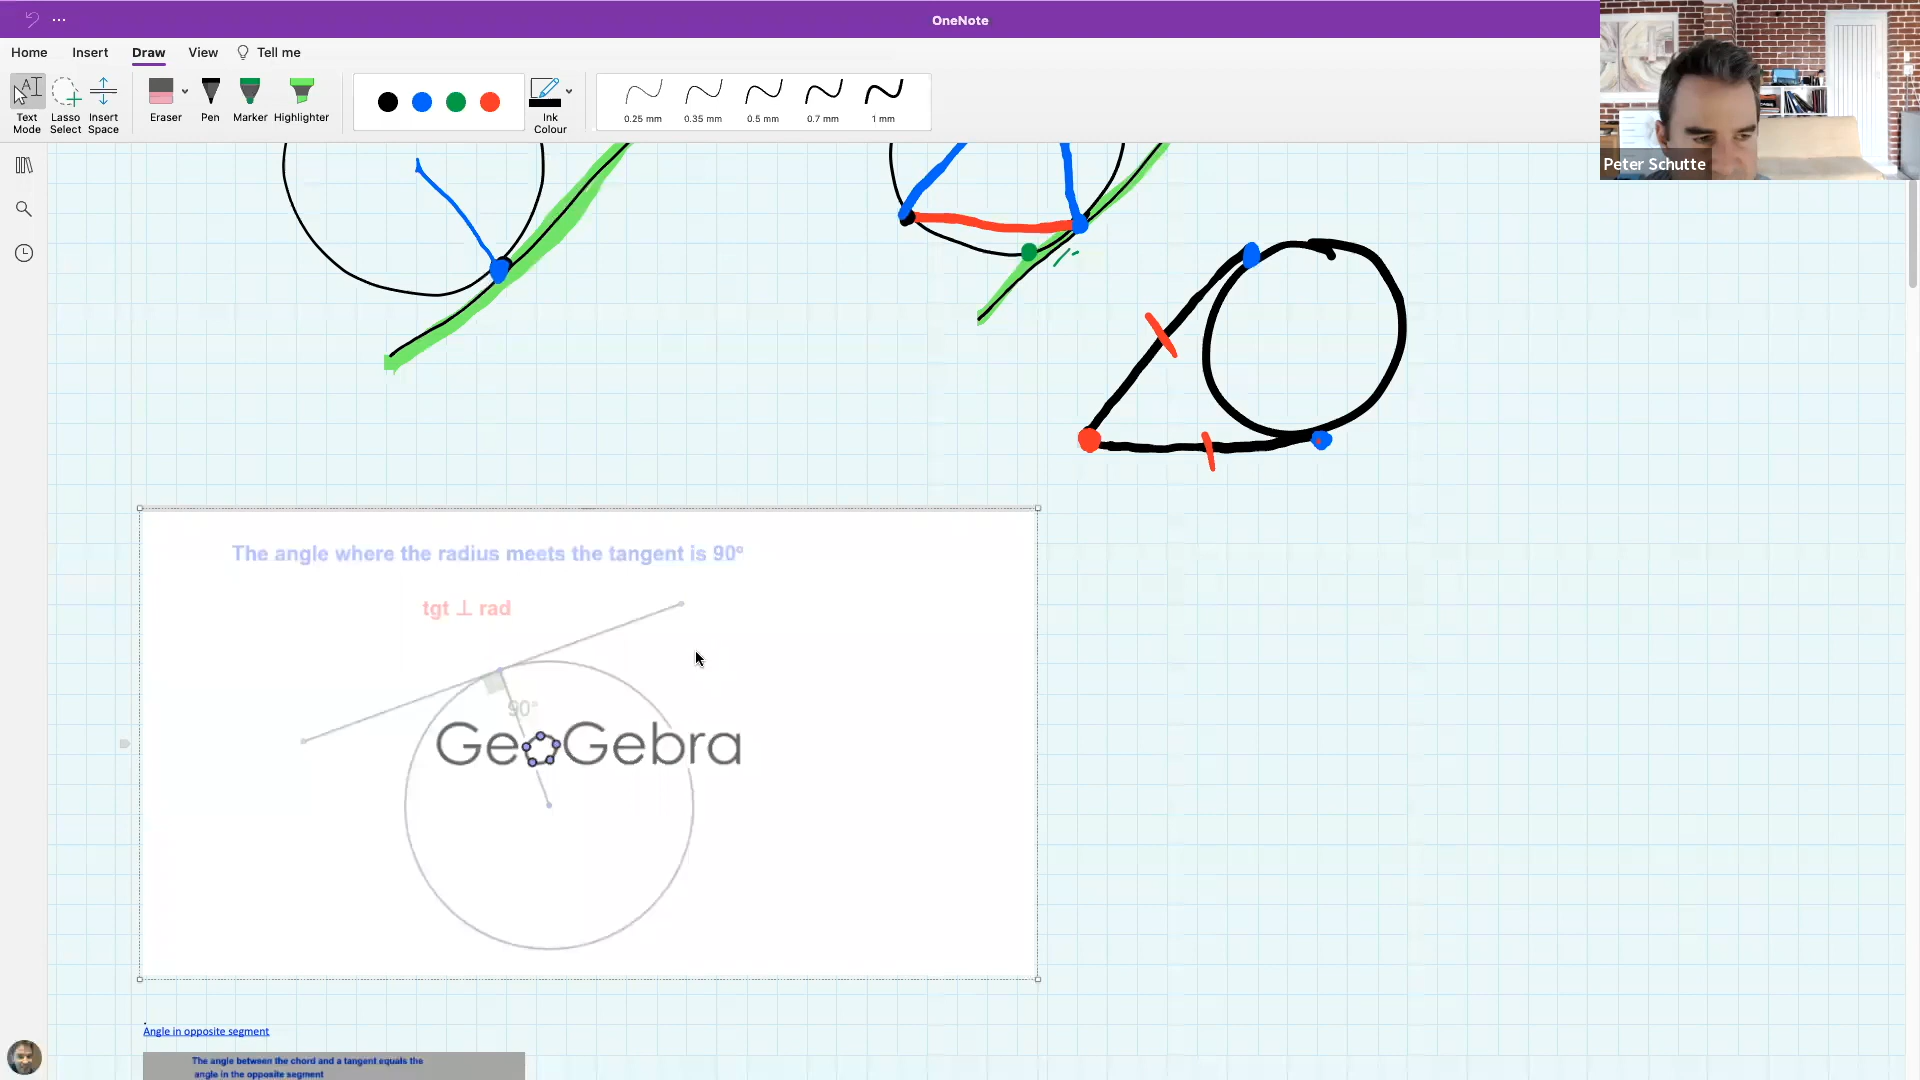 OneNote
Home Insert Draw View Tell me
Text Mode
Lasso Select
Insert Space
Eraser
Pen
Marker
Highlighter
Ink Colour
0.25 mm 0.35 mm 0.5 mm 0.7 mm 1 mm
Peter Schutte
The angle where the radius meets the tangent is 90º
tgt ⊥ rad
90°
GeoGebra
Angle in opposite segment
The angle between the chord and a tangent equals the
angle in the opposite segment